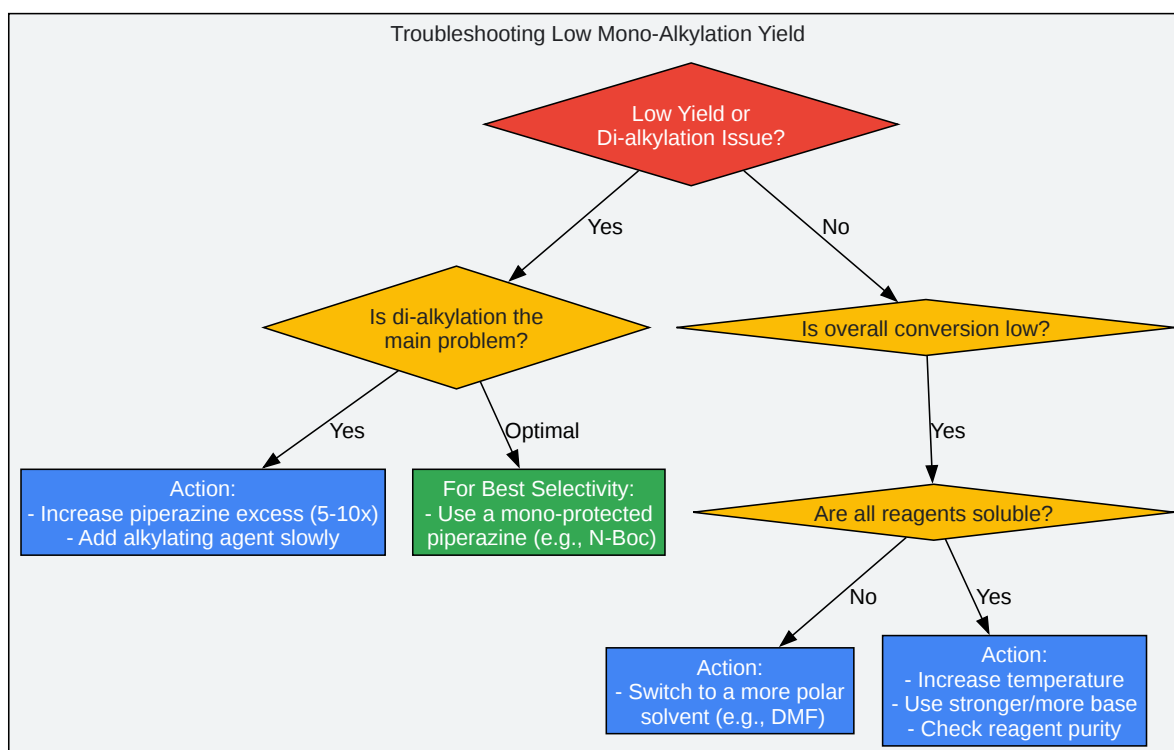 Troubleshooting Low Mono-Alkylation Yield
Low Yield or
Di-alkylation Issue?
Yes
No
Is di-alkylation the
main problem?
Is overall conversion low?
Yes
Optimal
Yes
Action:
- Increase piperazine excess (5-10x)
- Add alkylating agent slowly
For Best Selectivity:
- Use a mono-protected
piperazine (e.g., N-Boc)
Are all reagents soluble?
No
Yes
Action:
- Switch to a more polar
solvent (e.g., DMF)
Action:
- Increase temperature
- Use stronger/more base
- Check reagent purity